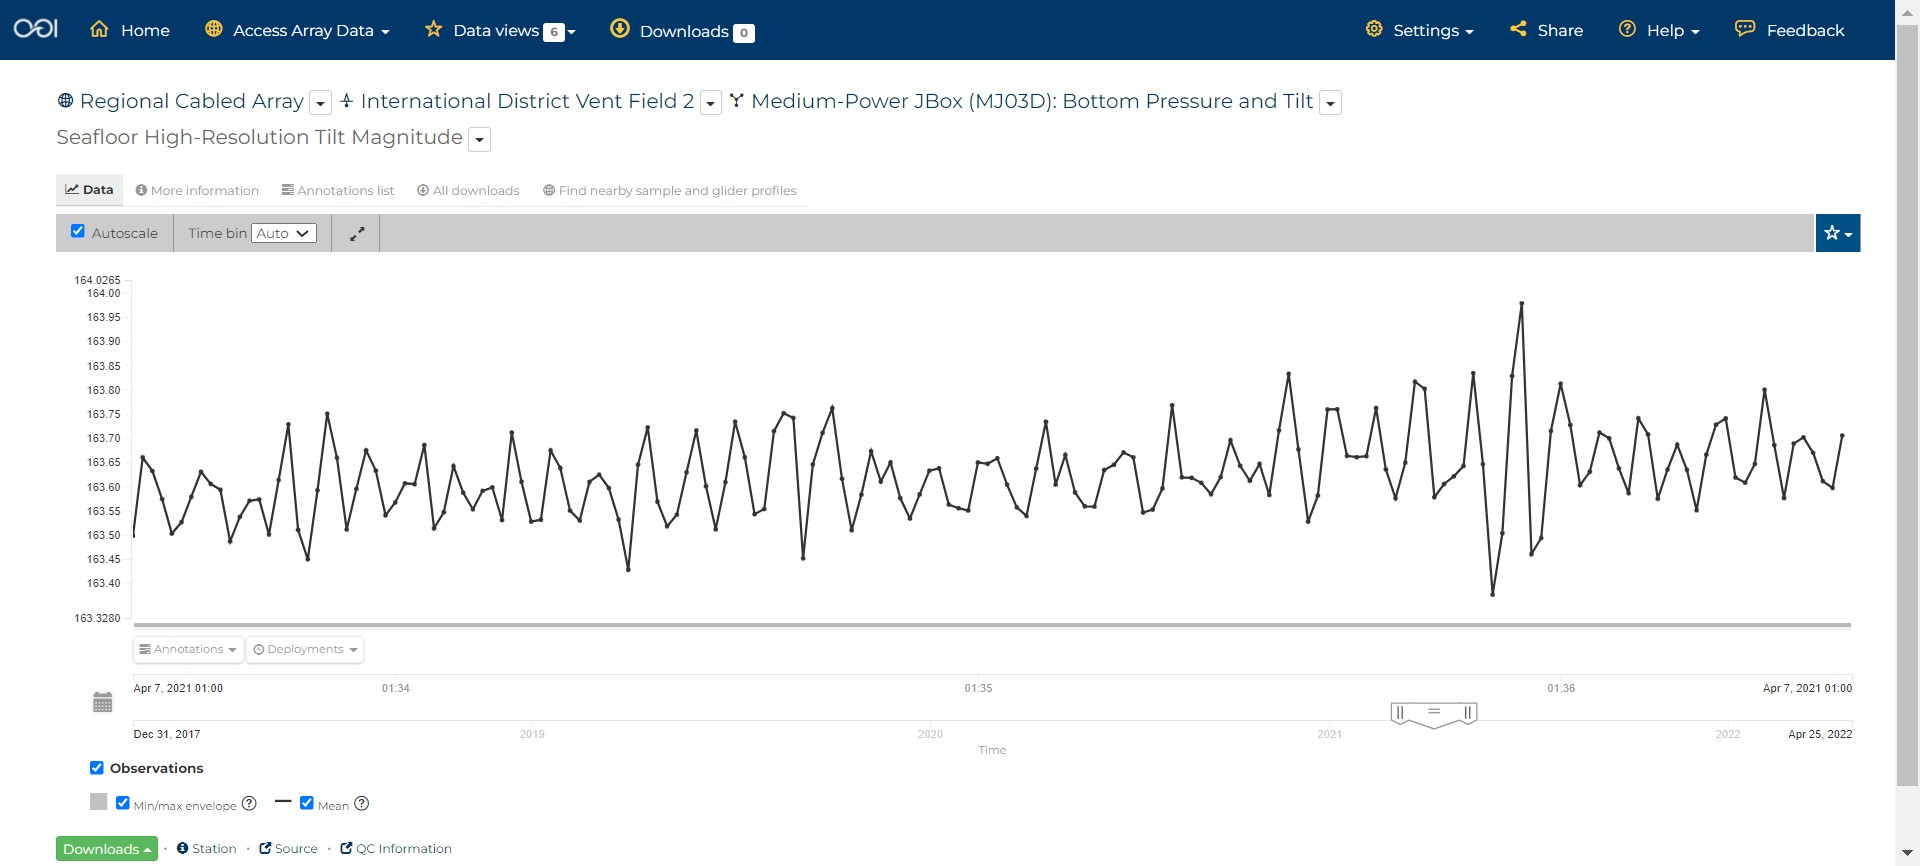 OOI Home Access Array Data Data views 6 Downloads 0 Settings Share Help Feedback
Regional Cabled Array International District Vent Field 2 Medium-Power JBox (MJ03D): Bottom Pressure and Tilt
Seafloor High-Resolution Tilt Magnitude
Data More information Annotations list All downloads Find nearby sample and glider profiles
Autoscale Time bin Auto
164.0265
164.00
163.95
163.90
163.85
163.80
163.75
163.70
163.65
163.60
163.55
163.50
163.45
163.40
163.3280
Annotations Deployments
Apr 7, 2021 01:00 01:34 01:35 01:36 Apr 7, 2021 01:00
Dec 31, 2017 2019 2020 2021 2022 Apr 25, 2022
Time
Observations
Min/max envelope ? Mean ?
Downloads · Station · Source · QC Information